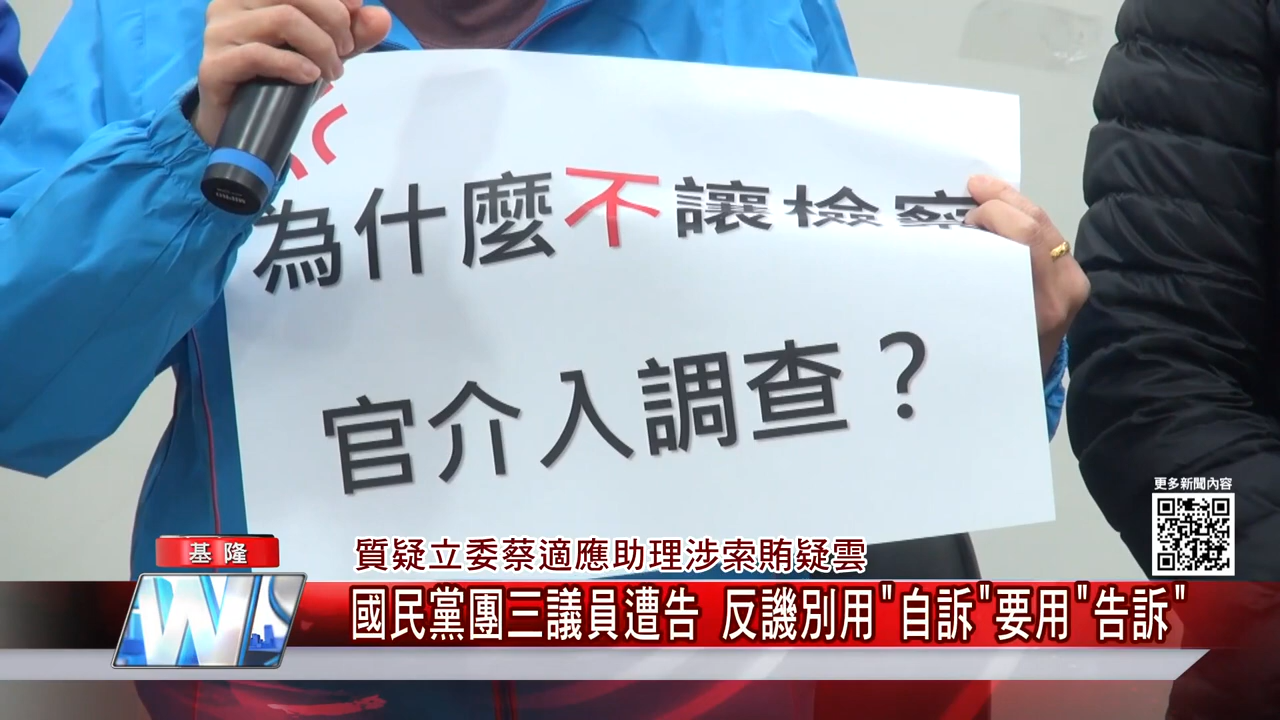 為什麼不讓檢察
官介入調查？
更多新聞內容
基隆
質疑立委蔡適應助理涉索賄疑雲
W
國民黨團三議員遭告 反譏別用"自訴"要用"告訴"